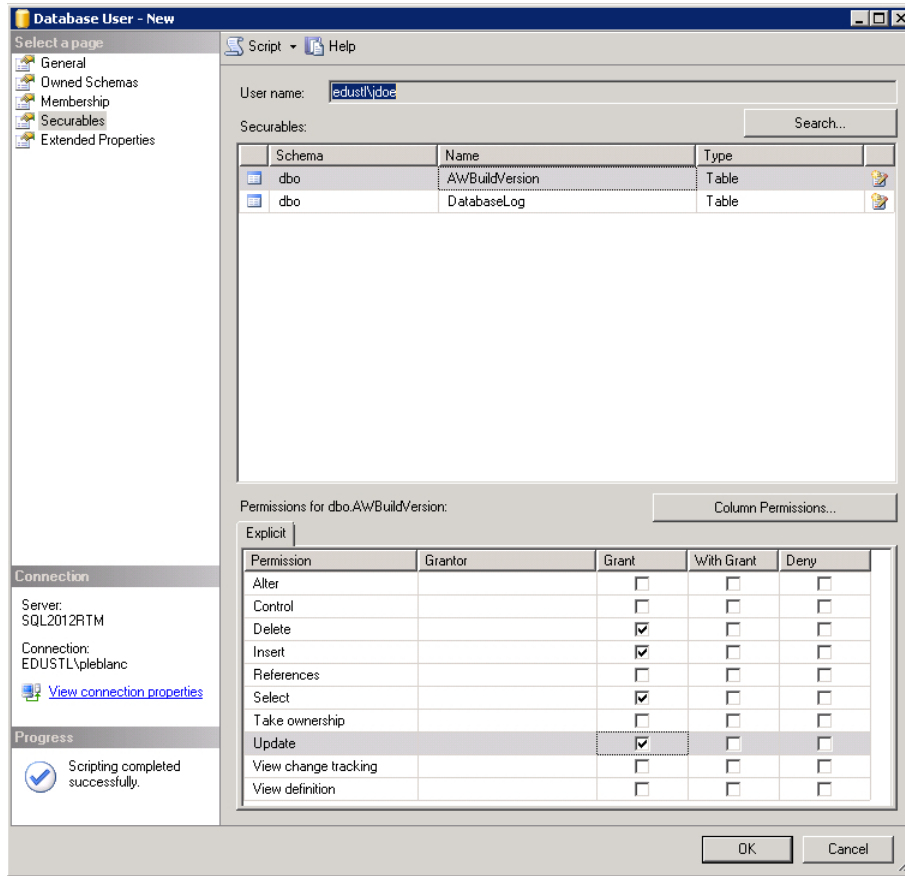 Database User - New
Select a page
General
Owned Schemas
Membership
Securables
Extended Properties
Script Help
User name: edustl\jdoe
Securables: Search...
Schema Name Type
dbo AWBuildVersion Table
dbo DatabaseLog Table
Permissions for dbo.AWBuildVersion: Column Permissions...
Explicit
Permission Grantor Grant With Grant Deny
Alter
Control
Delete
Insert
References
Select
Take ownership
Update
View change tracking
View definition
Connection
Server:
SQL2012RTM
Connection:
EDUSTL\pleblanc
View connection properties
Progress
Scripting completed
successfully.
OK Cancel